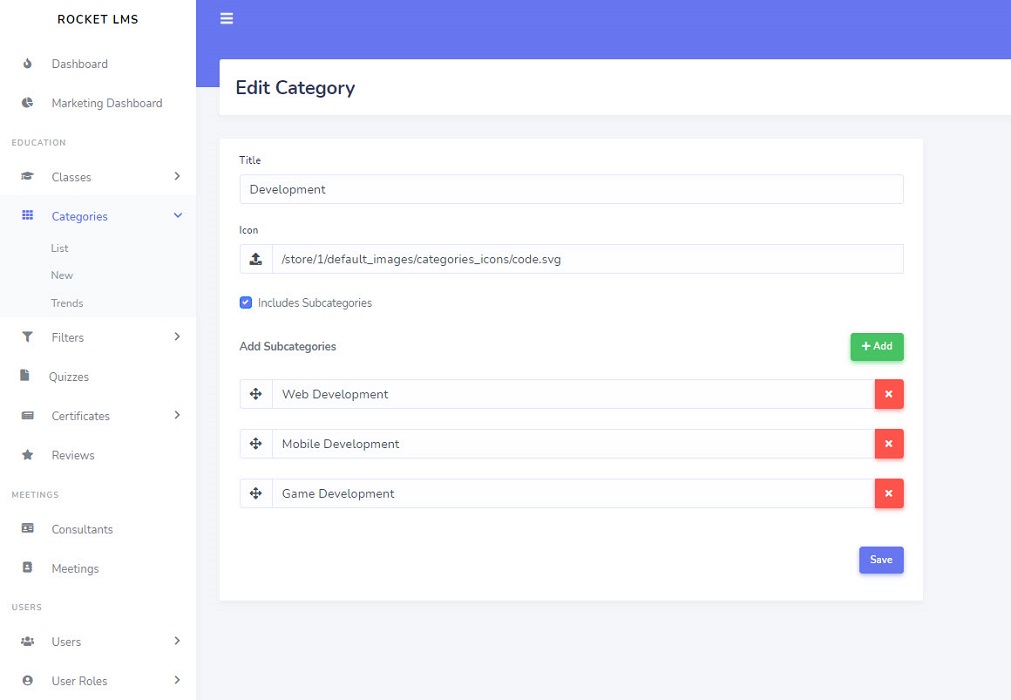 ROCKET LMS
Dashboard
Marketing Dashboard
EDUCATION
Classes
Categories
List
New
Trends
Filters
Quizzes
Certificates
Reviews
MEETINGS
Consultants
Meetings
USERS
Users
User Roles
Edit Category
Title
Development
Icon
/store/1/default_images/categories_icons/code.svg
Includes Subcategories
Add Subcategories
Add
Web Development
Mobile Development
Game Development
Save